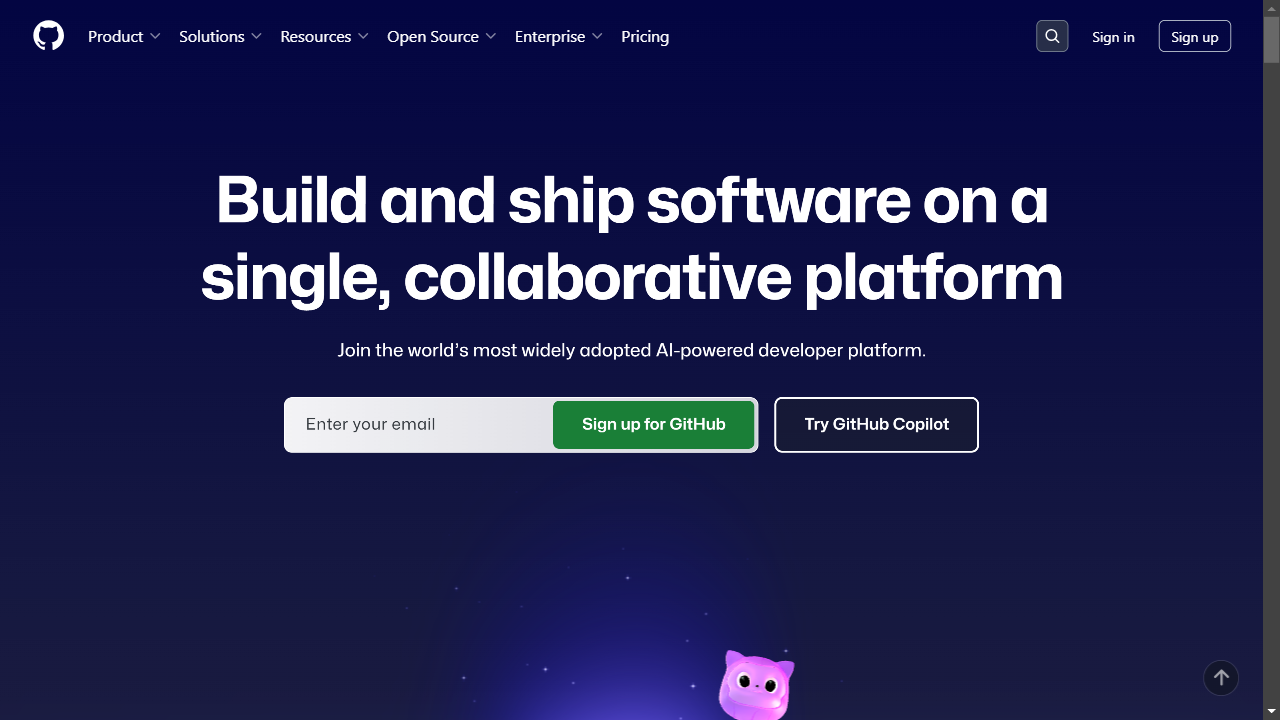 Product Solutions Resources Open Source Enterprise Pricing Sign in Sign up
Build and ship software on a
single, collaborative platform
Join the world's most widely adopted AI-powered developer platform.
Enter your email Sign up for GitHub Try GitHub Copilot